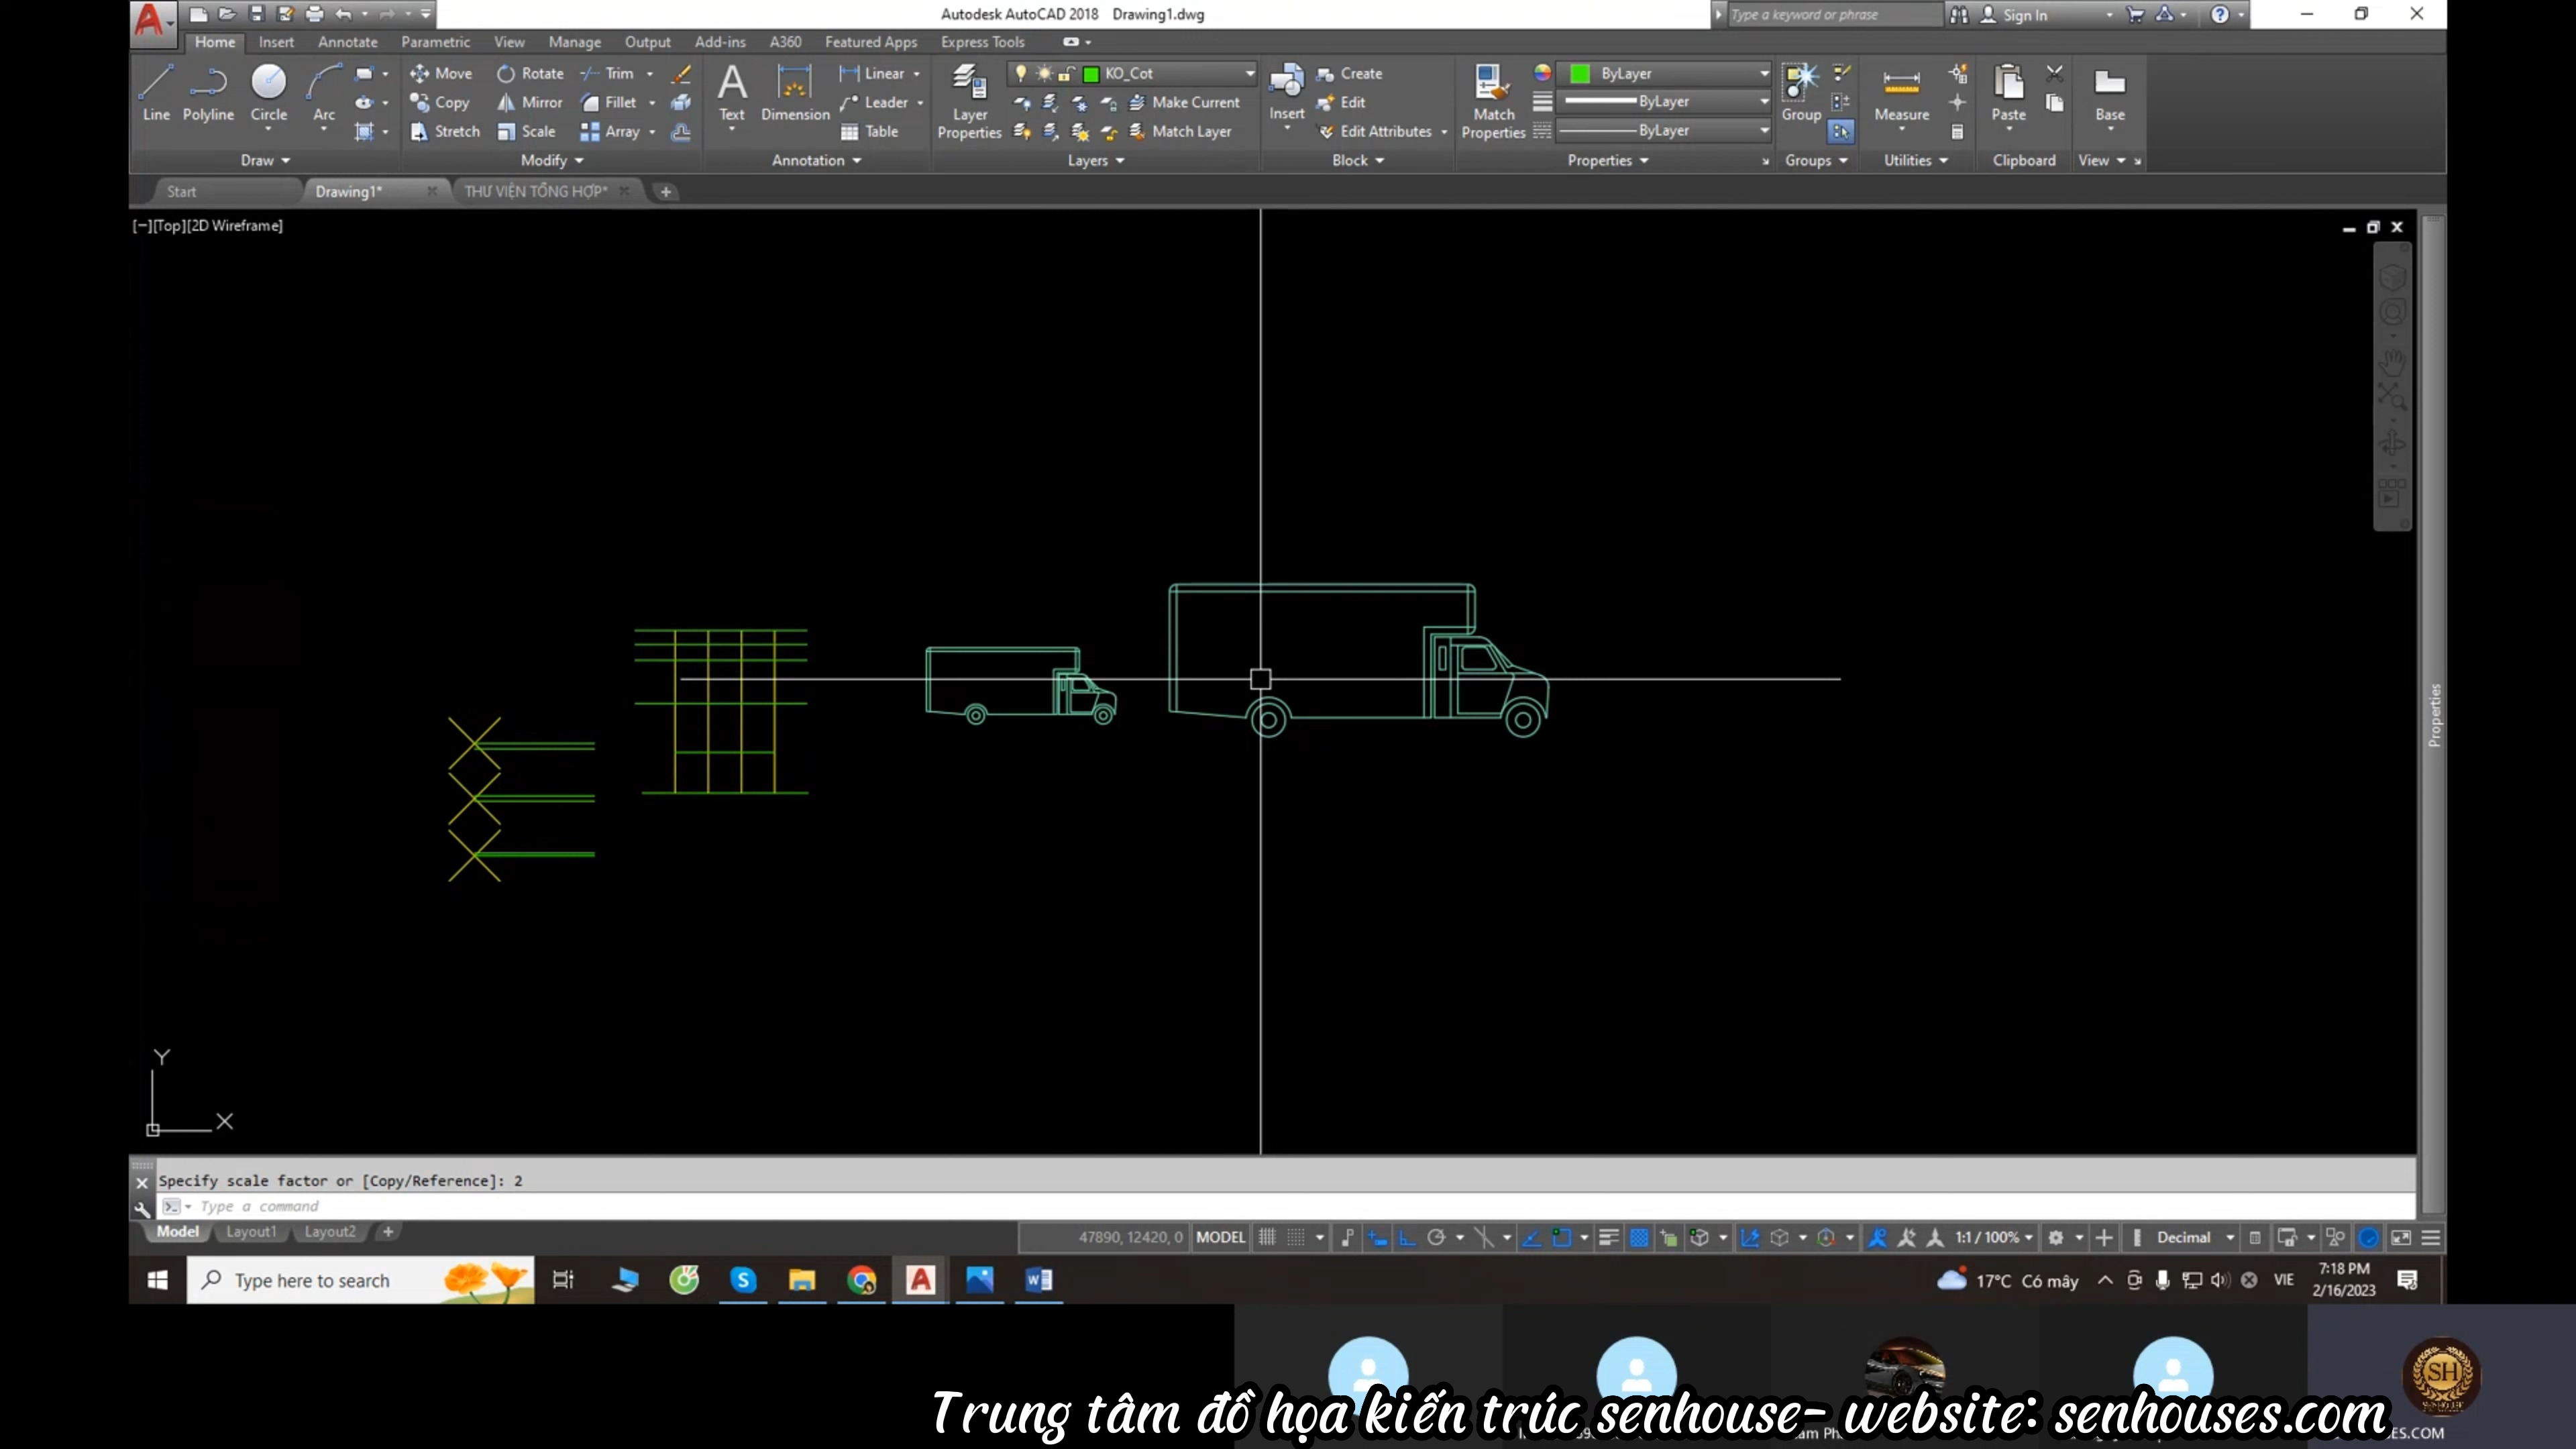 Autodesk AutoCAD 2018 Drawing1.dwg
Type a keyword or phrase
Sign In
Home Insert Annotate Parametric View Manage Output Add-ins A360 Featured Apps Express Tools
Line Polyline Circle Arc
Move Rotate Trim
Copy Mirror Fillet
Stretch Scale Array
Text Dimension
Linear
Leader
Table
Layer Properties
KO_Cot
Make Current
Match Layer
Insert
Create
Edit
Edit Attributes
Match Properties
ByLayer
ByLayer
ByLayer
Group
Measure
Paste
Base
Draw Modify Annotation Layers Block Properties Groups Utilities Clipboard View
Start Drawing1* THƯ VIỆN TỔNG HỢP*
[−][Top][2D Wireframe]
Properties
Y
X
Specify scale factor or [Copy/Reference]: 2
Type a command
Model Layout1 Layout2
47890, 12420, 0 MODEL 1:1 / 100% Decimal
Type here to search
17°C Có mây VIE
7:18 PM
2/16/2023
SH
Trung tâm đồ họa kiến trúc senhouse- website: senhouses.com